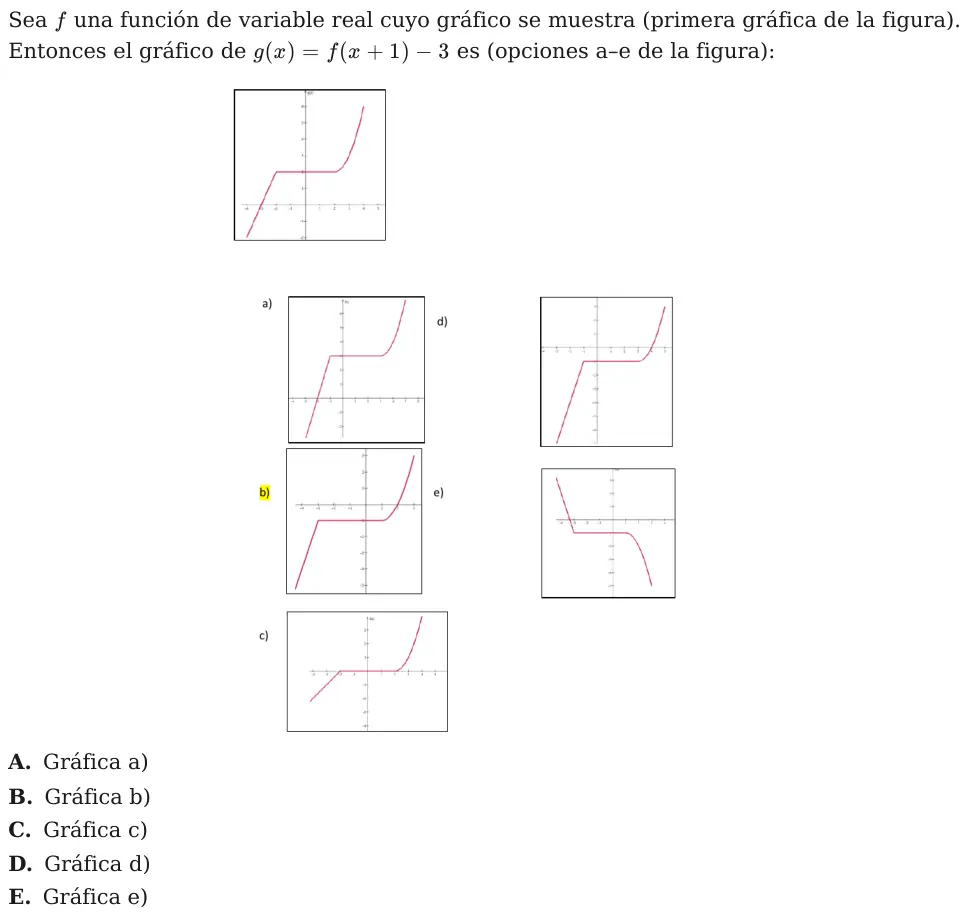 Sea f una función de variable real cuyo gráfico se muestra (primera gráfica de la figura).
Entonces el gráfico de g(x) = f(x + 1) − 3 es (opciones a–e de la figura):
a)
d)
b)
e)
c)
A. Gráfica a)
B. Gráfica b)
C. Gráfica c)
D. Gráfica d)
E. Gráfica e)